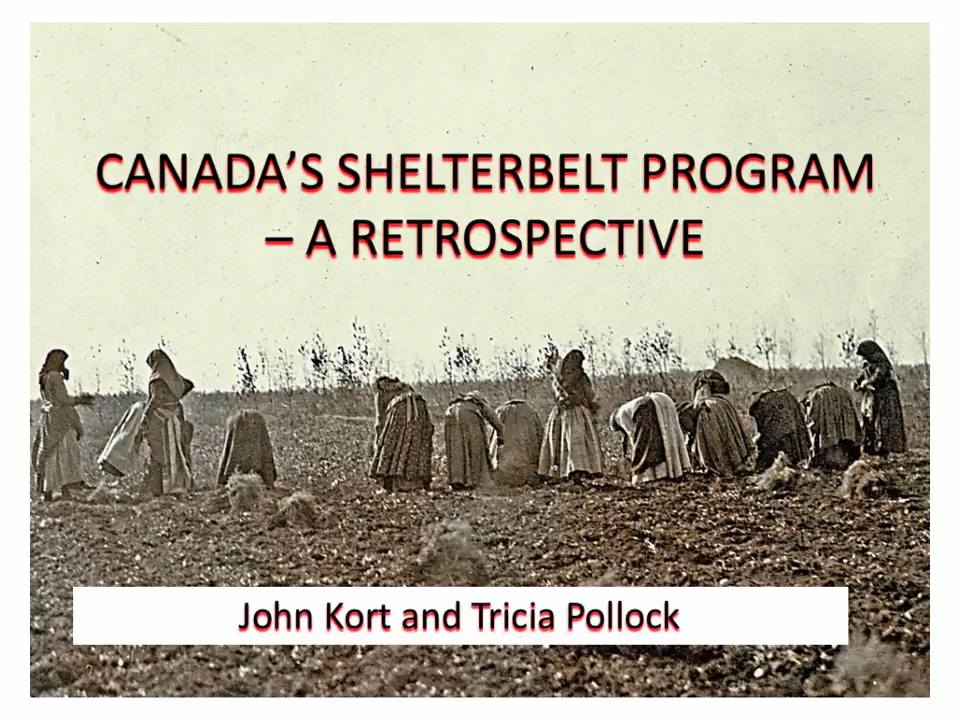 CANADA'S SHELTERBELT PROGRAM
– A RETROSPECTIVE
John Kort and Tricia Pollock